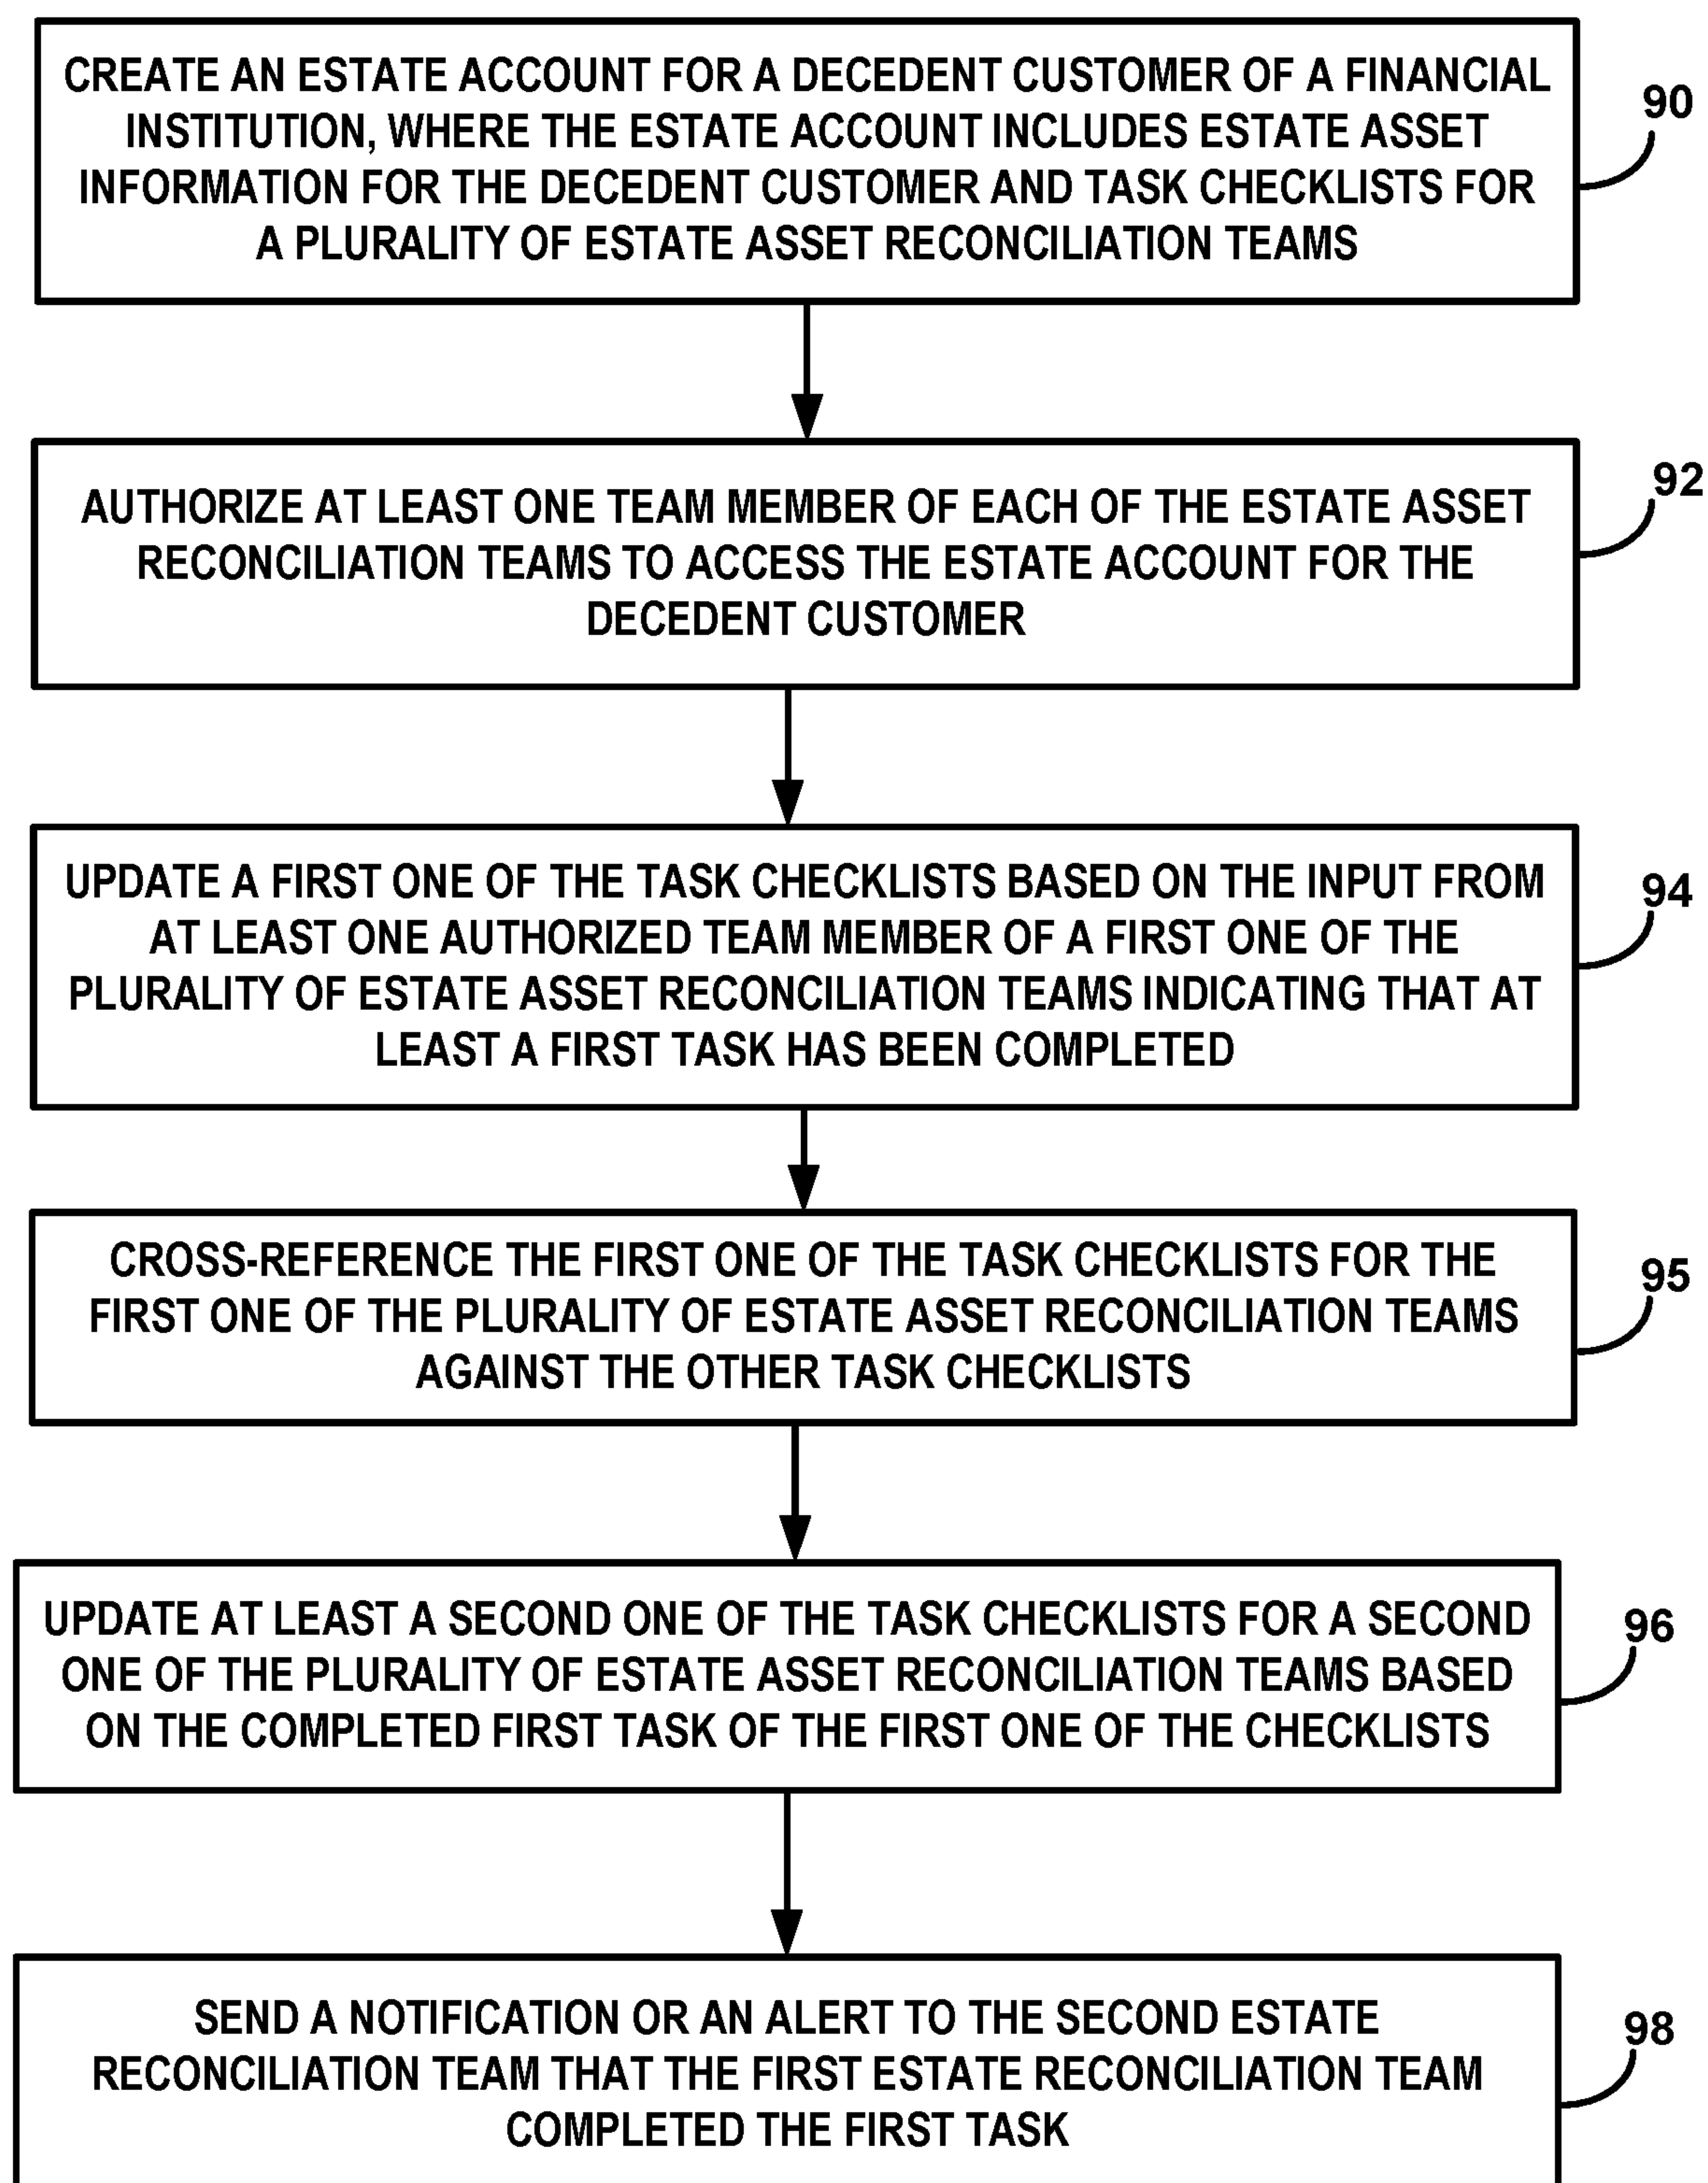 CREATE AN ESTATE ACCOUNT FOR A DECEDENT CUSTOMER OF A FINANCIAL
INSTITUTION, WHERE THE ESTATE ACCOUNT INCLUDES ESTATE ASSET
INFORMATION FOR THE DECEDENT CUSTOMER AND TASK CHECKLISTS FOR
A PLURALITY OF ESTATE ASSET RECONCILIATION TEAMS
90
AUTHORIZE AT LEAST ONE TEAM MEMBER OF EACH OF THE ESTATE ASSET
RECONCILIATION TEAMS TO ACCESS THE ESTATE ACCOUNT FOR THE
DECEDENT CUSTOMER
92
UPDATE A FIRST ONE OF THE TASK CHECKLISTS BASED ON THE INPUT FROM
AT LEAST ONE AUTHORIZED TEAM MEMBER OF A FIRST ONE OF THE
PLURALITY OF ESTATE ASSET RECONCILIATION TEAMS INDICATING THAT AT
LEAST A FIRST TASK HAS BEEN COMPLETED
94
CROSS-REFERENCE THE FIRST ONE OF THE TASK CHECKLISTS FOR THE
FIRST ONE OF THE PLURALITY OF ESTATE ASSET RECONCILIATION TEAMS
AGAINST THE OTHER TASK CHECKLISTS
95
UPDATE AT LEAST A SECOND ONE OF THE TASK CHECKLISTS FOR A SECOND
ONE OF THE PLURALITY OF ESTATE ASSET RECONCILIATION TEAMS BASED
ON THE COMPLETED FIRST TASK OF THE FIRST ONE OF THE CHECKLISTS
96
SEND A NOTIFICATION OR AN ALERT TO THE SECOND ESTATE
RECONCILIATION TEAM THAT THE FIRST ESTATE RECONCILIATION TEAM
COMPLETED THE FIRST TASK
98